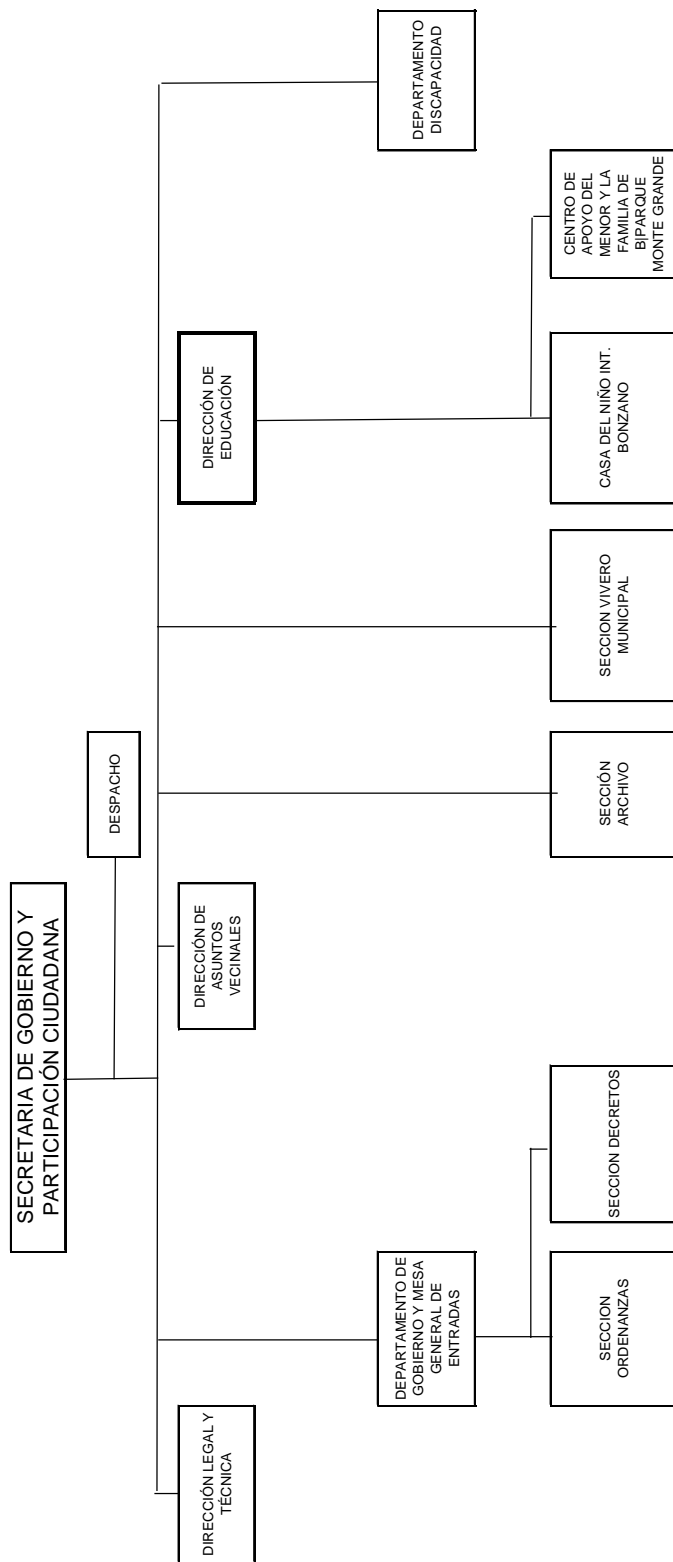 SECRETARIA DE GOBIERNO Y
PARTICIPACIÓN CIUDADANA
DESPACHO
DIRECCIÓN LEGAL Y
TÉCNICA
DIRECCIÓN DE
ASUNTOS
VECINALES
DIRECCIÓN DE
EDUCACIÓN
DEPARTAMENTO DE
GOBIERNO Y MESA
GENERAL DE
ENTRADAS
DEPARTAMENTO
DISCAPACIDAD
SECCION
ORDENANZAS
SECCION DECRETOS
SECCIÓN
ARCHIVO
SECCION VIVERO
MUNICIPAL
CASA DEL NIÑO INT.
BONZANO
CENTRO DE
APOYO DEL
MENOR Y LA
FAMILIA DE
BIPARQUE
MONTE GRANDE